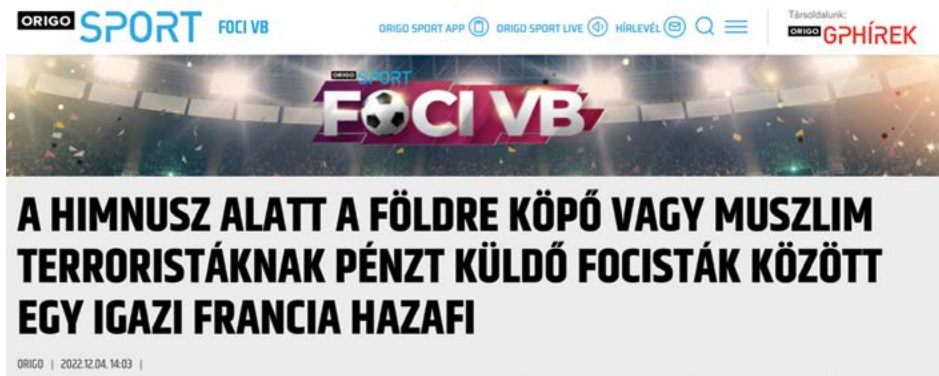 ORIGO SPORT FOCI VB ORIGO SPORT APP ORIGO SPORT LIVE HÍRLEVÉL Társoldalunk:
ORIGO GPHÍREK
ORIGO SPORT
FOCI VB
A HIMNUSZ ALATT A FÖLDRE KÖPŐ VAGY MUSZLIM
TERRORISTÁKNAK PÉNZT KÜLDŐ FOCISTÁK KÖZÖTT
EGY IGAZI FRANCIA HAZAFI
ORIGO | 2022.12.04. 14:03 |